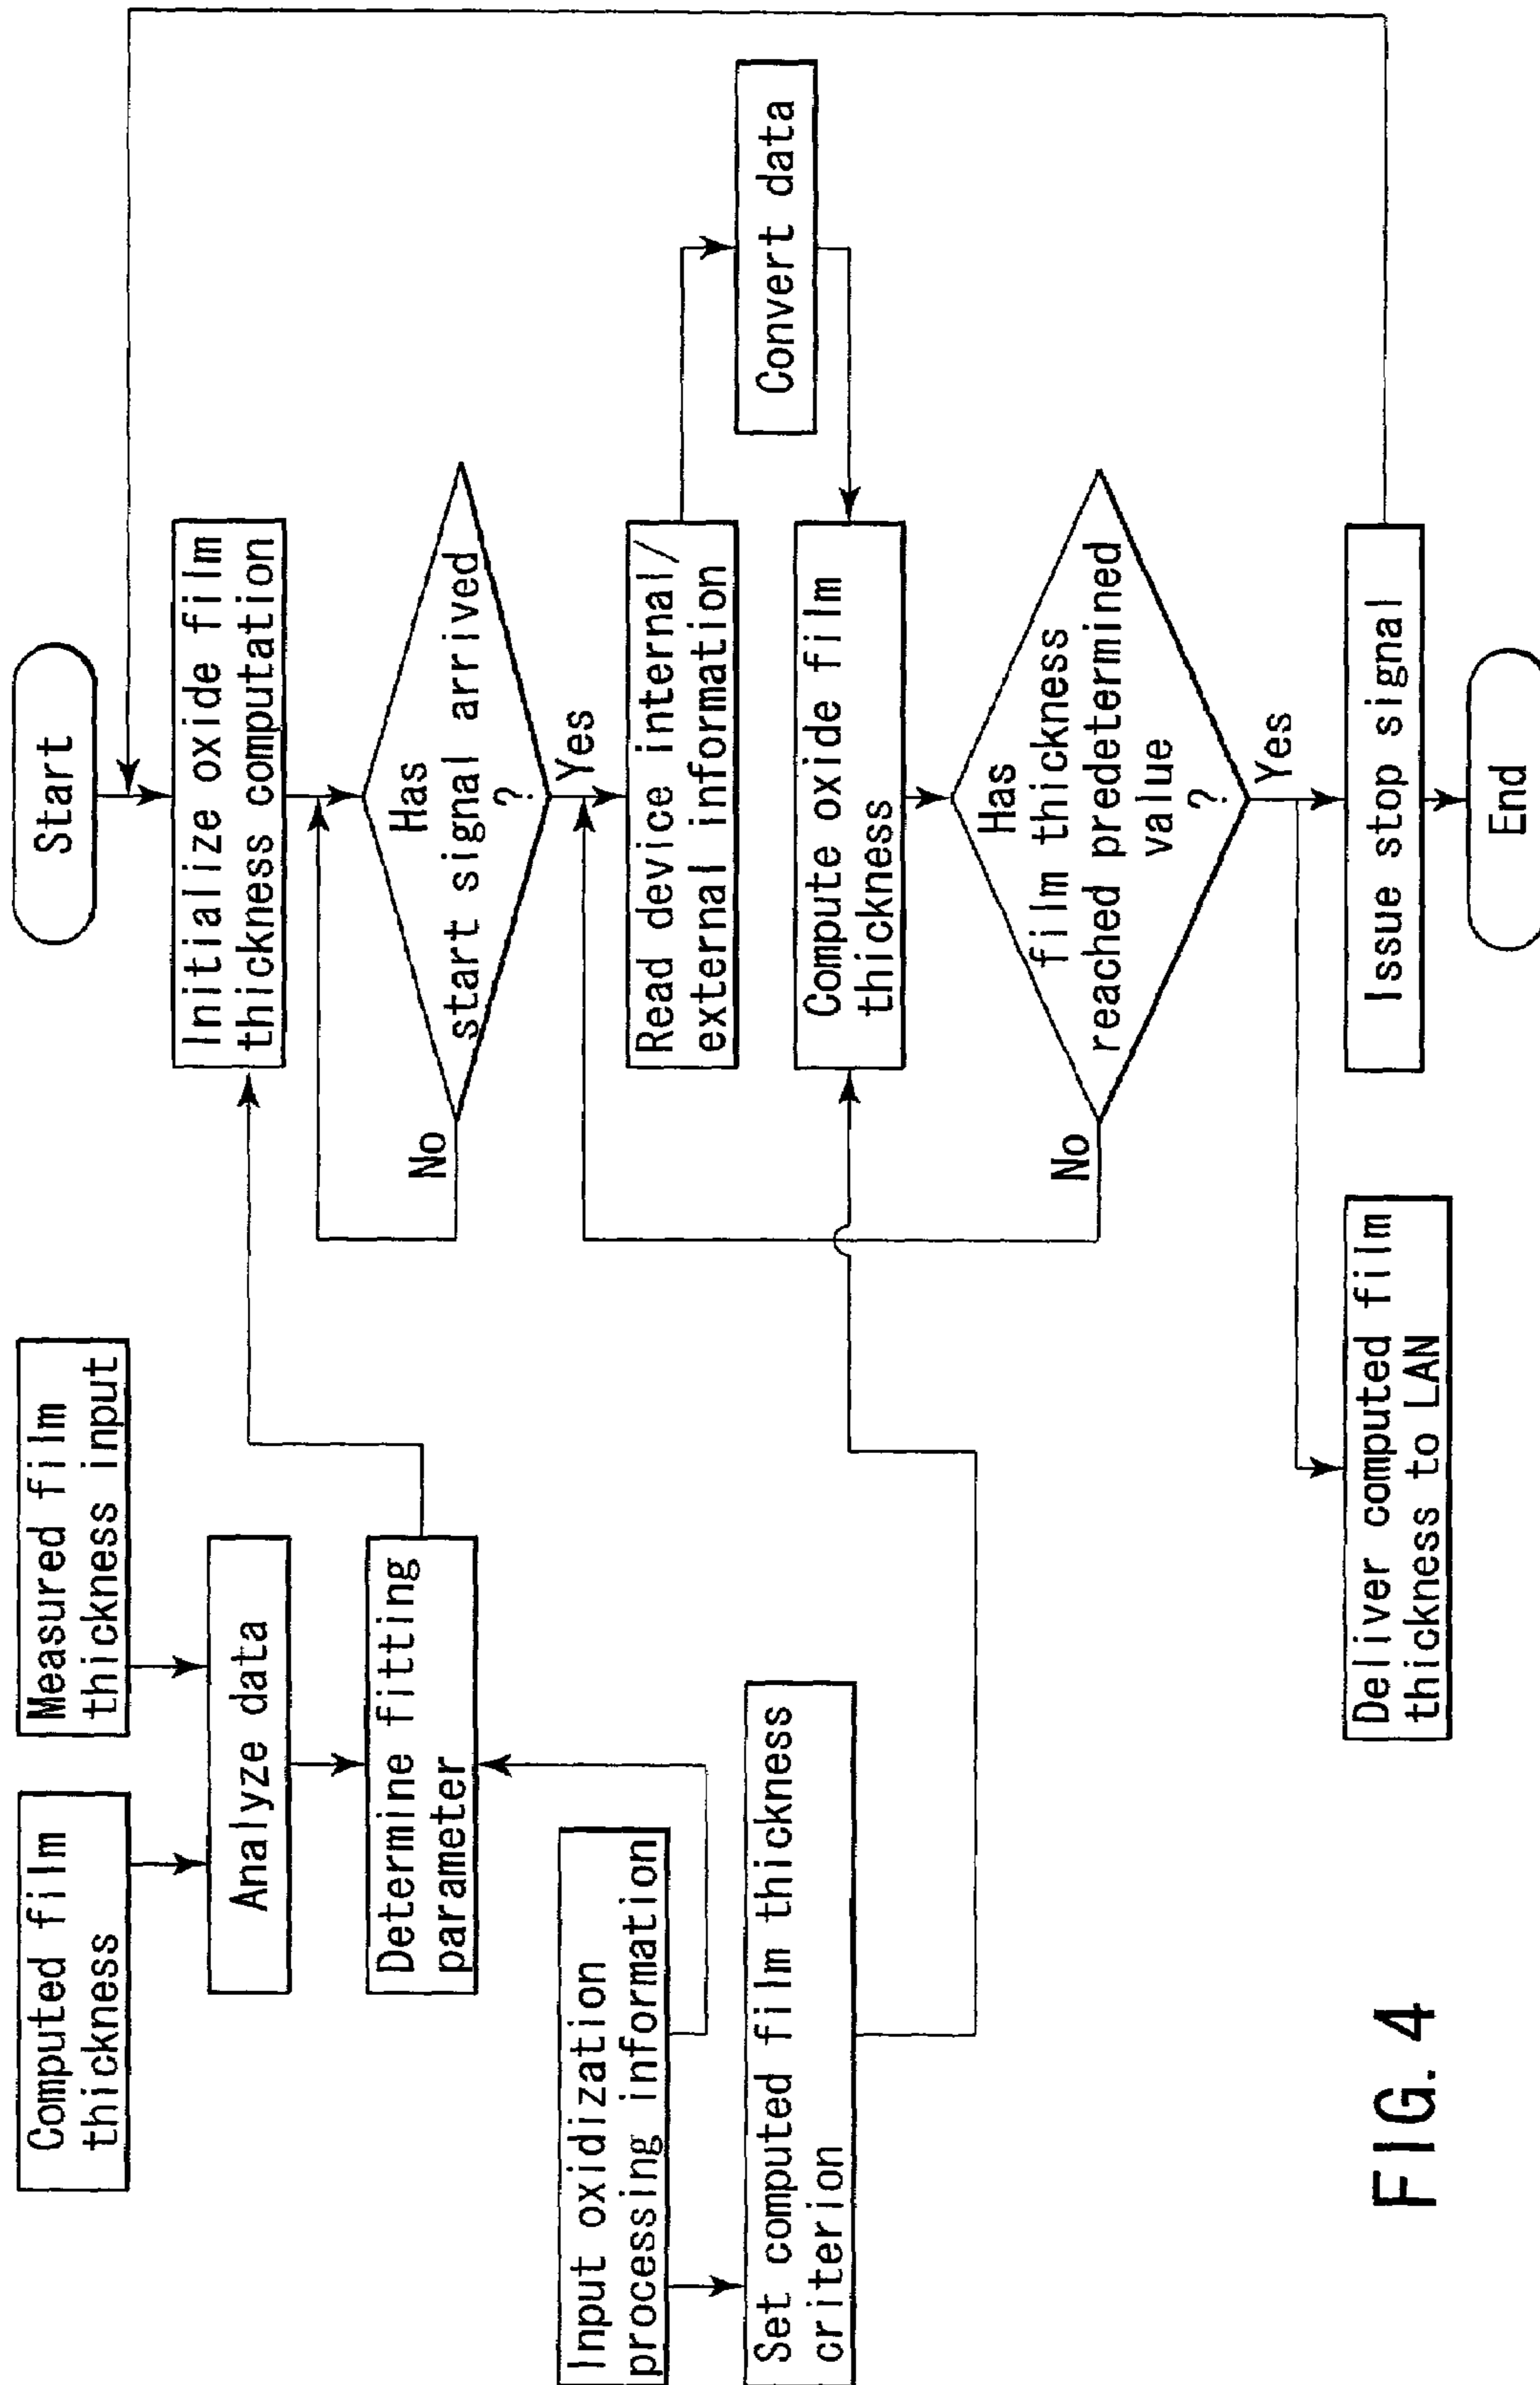 Computed film
thickness
Measured film
thickness input
Analyze data
Determine fitting
parameter
Input oxidization
processing information
Set computed film thickness
criterion
Start
Initialize oxide film
thickness computation
Has
start signal arrived
?
No
Yes
Read device internal/
external information
Convert data
Compute oxide film
thickness
Has
film thickness
reached predetermined
value
?
No
Yes
Deliver computed film
thickness to LAN
Issue stop signal
End
FIG. 4